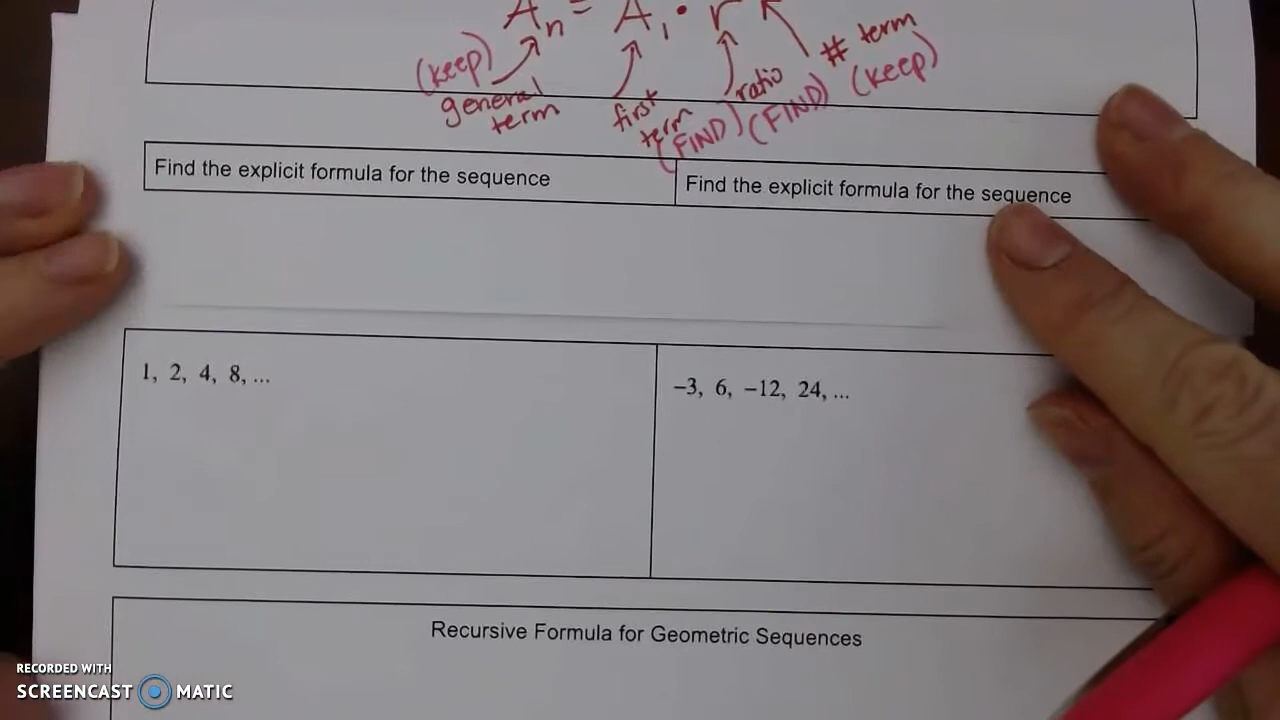 An = A1 • r
(keep) # term
general term first term ratio (keep)
(FIND) (FIND)
Find the explicit formula for the sequence Find the explicit formula for the sequence
1, 2, 4, 8, ... −3, 6, −12, 24, ...
Recursive Formula for Geometric Sequences
RECORDED WITH
SCREENCAST MATIC